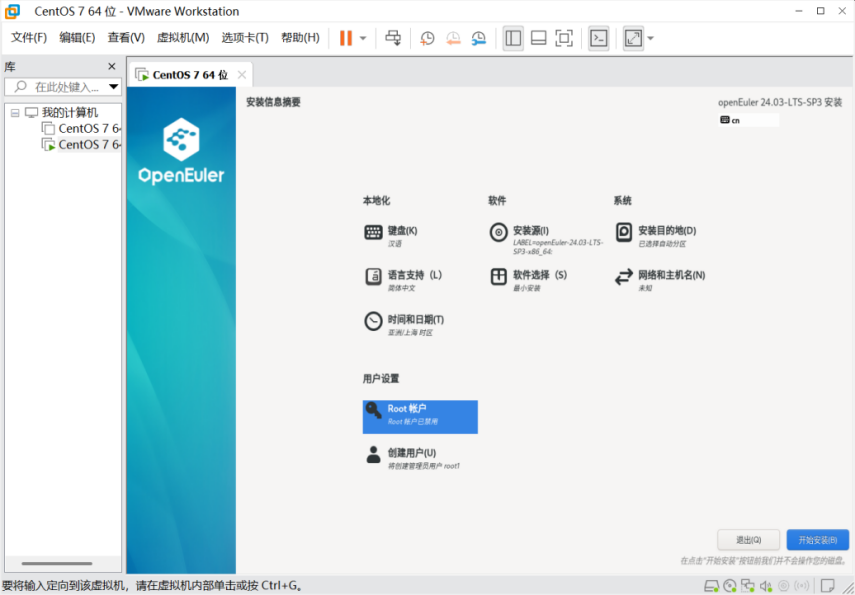 CentOS 7 64 位 - VMware Workstation
文件(F) 编辑(E) 查看(V) 虚拟机(M) 选项卡(T) 帮助(H)
库
在此处键入...
我的计算机
CentOS 7 64
CentOS 7 64
CentOS 7 64 位
OpenEuler
安装信息摘要
openEuler 24.03-LTS-SP3 安装
cn
本地化
键盘(K)
汉语
语言支持 (L)
简体中文
时间和日期(T)
亚洲/上海 时区
软件
安装源(I)
LABEL=openEuler-24.03-LTS-
SP3-x86_64:
软件选择 (S)
最小安装
系统
安装目的地(D)
已选择自动分区
网络和主机名(N)
未知
用户设置
Root 帐户
Root 帐户已禁用
创建用户(U)
将创建管理员用户 root1
退出(Q)
开始安装(B)
在点击"开始安装"按钮前我们并不会操作您的磁盘。
要将输入定向到该虚拟机，请在虚拟机内部单击或按 Ctrl+G。